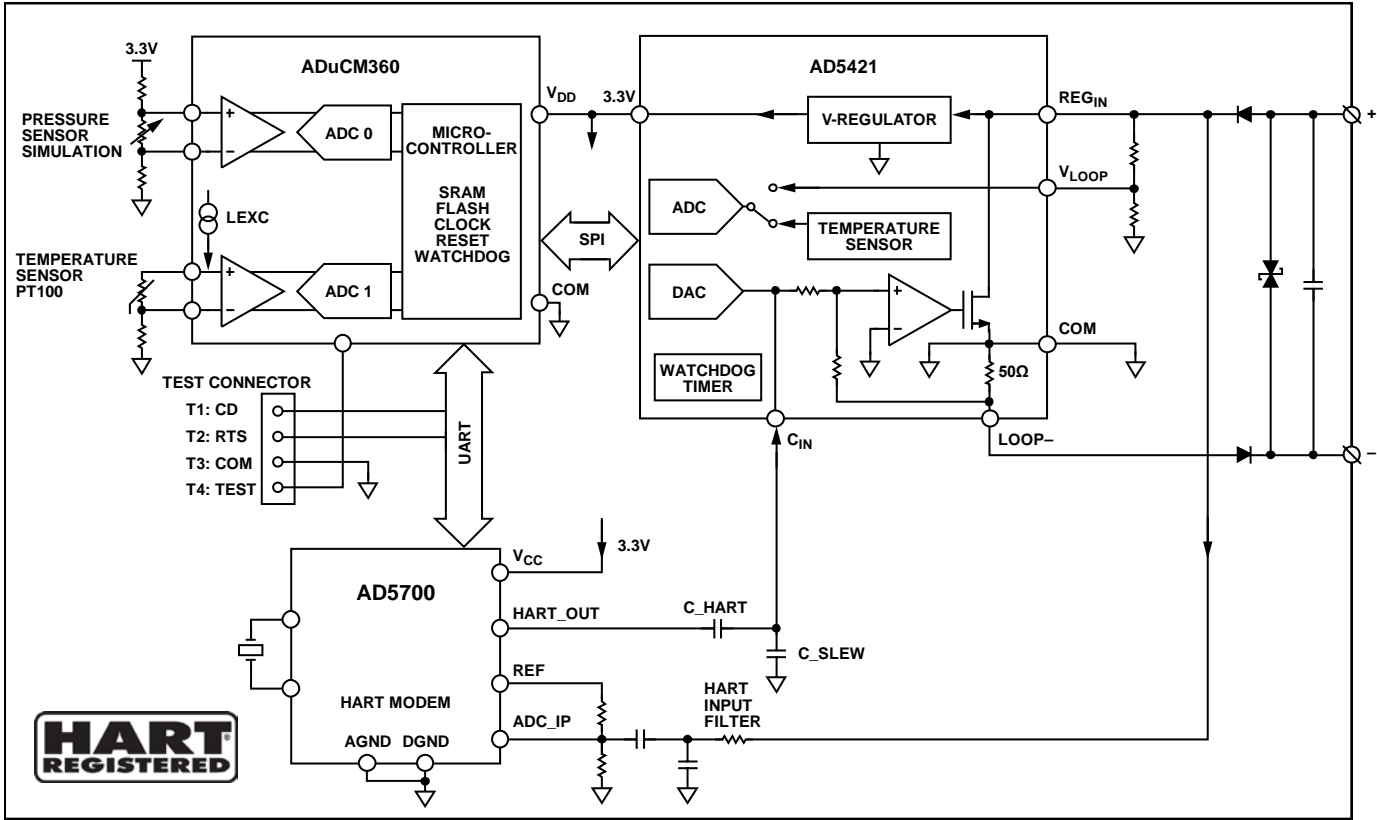 3.3V
ADuCM360
AD5421
PRESSURE
SENSOR
SIMULATION
+
−
ADC 0
MICRO-
CONTROLLER
SRAM
FLASH
CLOCK
RESET
WATCHDOG
VDD
3.3V
V-REGULATOR
REGIN
+
VLOOP
LEXC
TEMPERATURE
SENSOR
PT100
+
−
ADC 1
COM
SPI
ADC
TEMPERATURE
SENSOR
DAC
+
−
COM
50Ω
WATCHDOG
TIMER
CIN
LOOP−
−
TEST CONNECTOR
T1: CD
T2: RTS
T3: COM
T4: TEST
UART
AD5700
VCC
3.3V
HART_OUT
C_HART
C_SLEW
REF
HART
INPUT
FILTER
HART MODEM
ADC_IP
AGND
DGND
HART®
REGISTERED